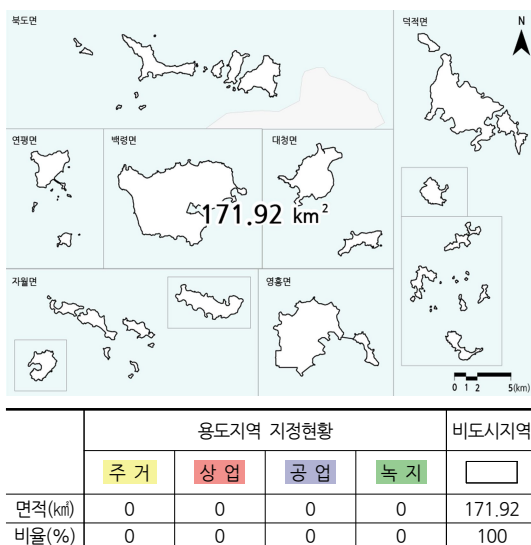 북도면
덕적면
N
연평면
백령면
대청면
171.92 km²
자월면
영흥면
0 1 2 5(km)
용도지역 지정현황 비도시지역
주 거 상 업 공 업 녹 지
면적(㎢) 0 0 0 0 171.92
비율(%) 0 0 0 0 100